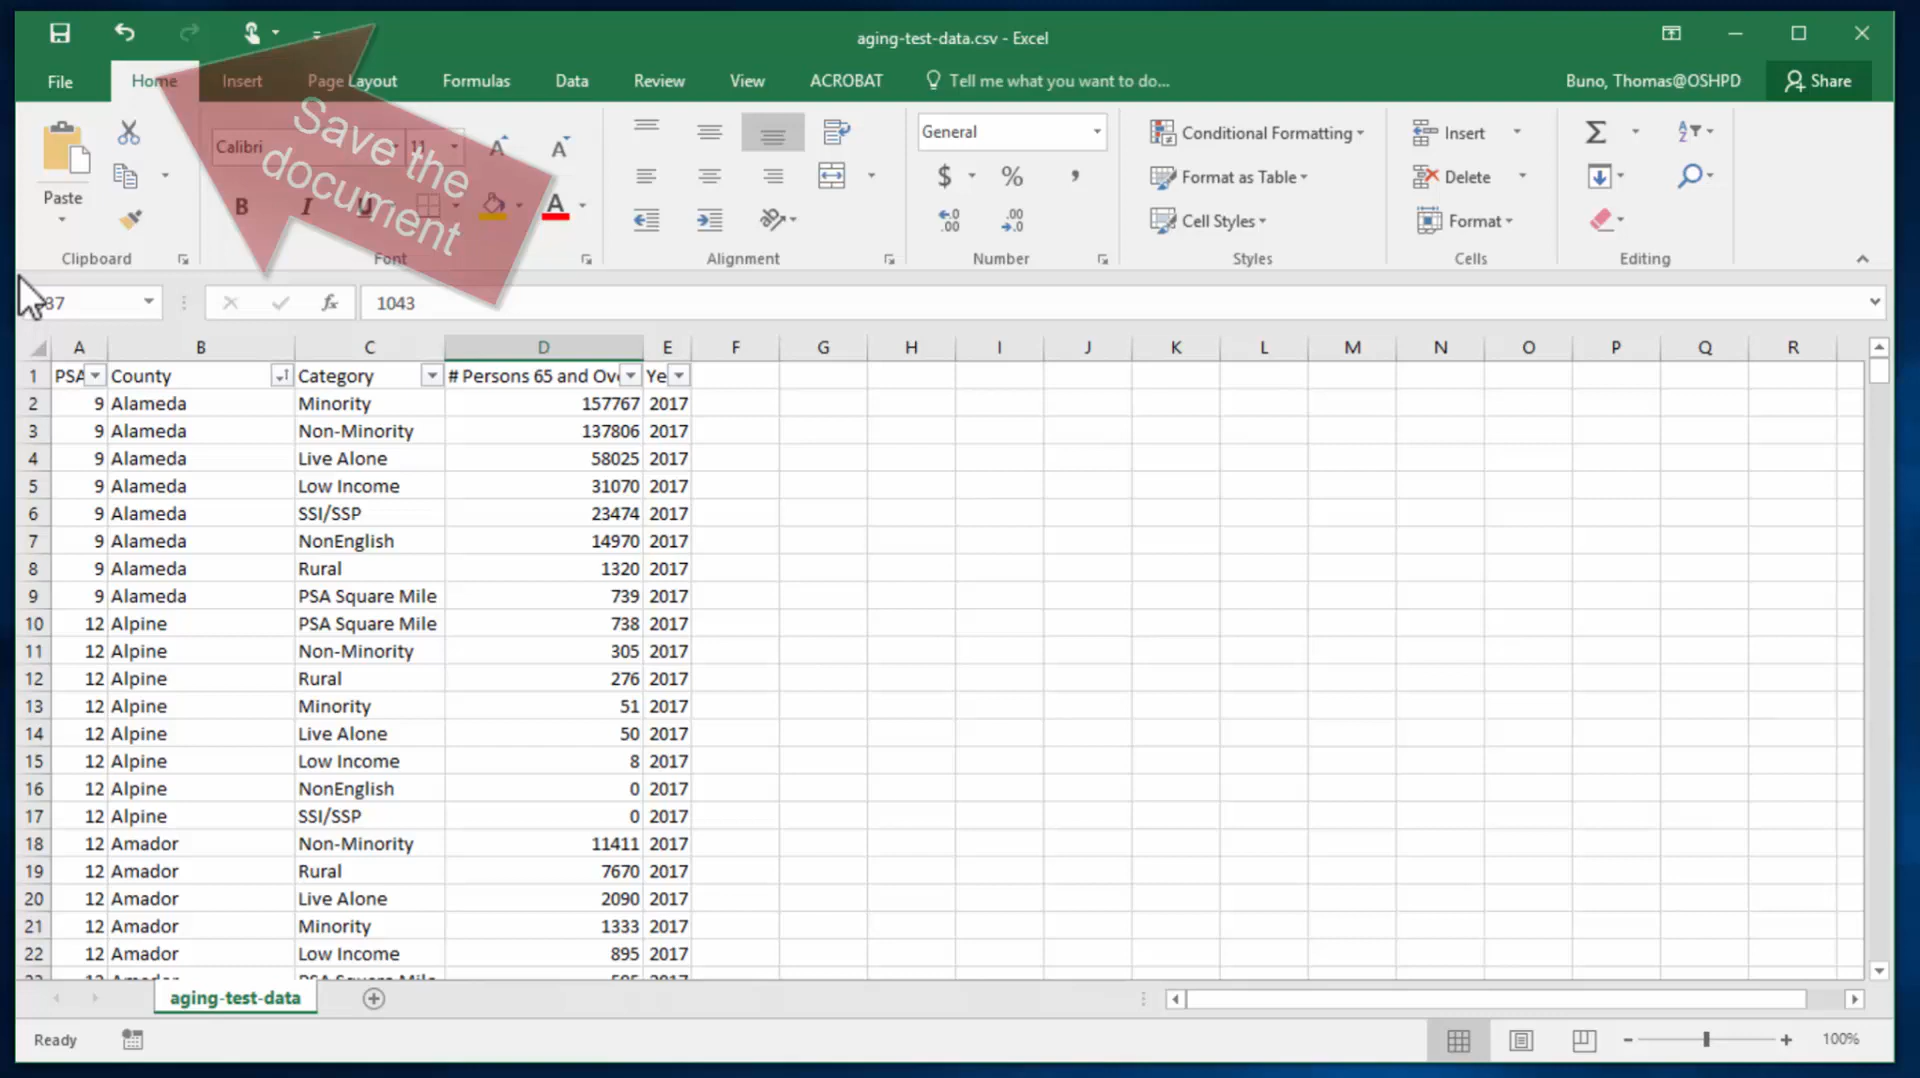 aging-test-data.csv - Excel
File Home Insert Page Layout Formulas Data Review View ACROBAT Tell me what you want to do... Buno, Thomas@OSHPD Share
Save the
document
Paste
Calibri 11
B I U A
General
$ % ,
Conditional Formatting
Format as Table
Cell Styles
Insert
Delete
Format
Clipboard Font Alignment Number Styles Cells Editing
37 fx 1043
A B C D E F G H I J K L M N O P Q R
1 PSA County Category # Persons 65 and Ov Ye
2 9 Alameda Minority 157767 2017
3 9 Alameda Non-Minority 137806 2017
4 9 Alameda Live Alone 58025 2017
5 9 Alameda Low Income 31070 2017
6 9 Alameda SSI/SSP 23474 2017
7 9 Alameda NonEnglish 14970 2017
8 9 Alameda Rural 1320 2017
9 9 Alameda PSA Square Mile 739 2017
10 12 Alpine PSA Square Mile 738 2017
11 12 Alpine Non-Minority 305 2017
12 12 Alpine Rural 276 2017
13 12 Alpine Minority 51 2017
14 12 Alpine Live Alone 50 2017
15 12 Alpine Low Income 8 2017
16 12 Alpine NonEnglish 0 2017
17 12 Alpine SSI/SSP 0 2017
18 12 Amador Non-Minority 11411 2017
19 12 Amador Rural 7670 2017
20 12 Amador Live Alone 2090 2017
21 12 Amador Minority 1333 2017
22 12 Amador Low Income 895 2017
aging-test-data
Ready 100%